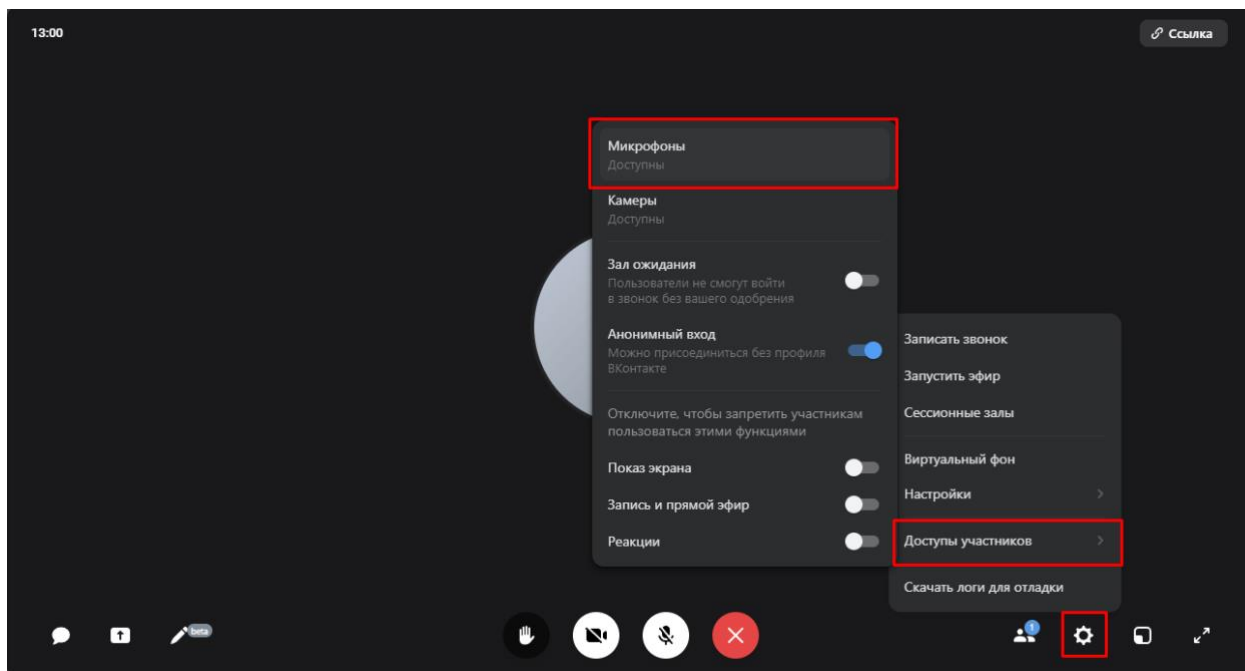 13:00
Ссылка
Микрофоны
Доступны
Камеры
Доступны
Зал ожидания
Пользователи не смогут войти
в звонок без вашего одобрения
Анонимный вход
Можно присоединиться без профиля
ВКонтакте
Отключите, чтобы запретить участникам
пользоваться этими функциями
Показ экрана
Запись и прямой эфир
Реакции
Записать звонок
Запустить эфир
Сессионные залы
Виртуальный фон
Настройки
Доступы участников
Скачать логи для отладки
beta
1